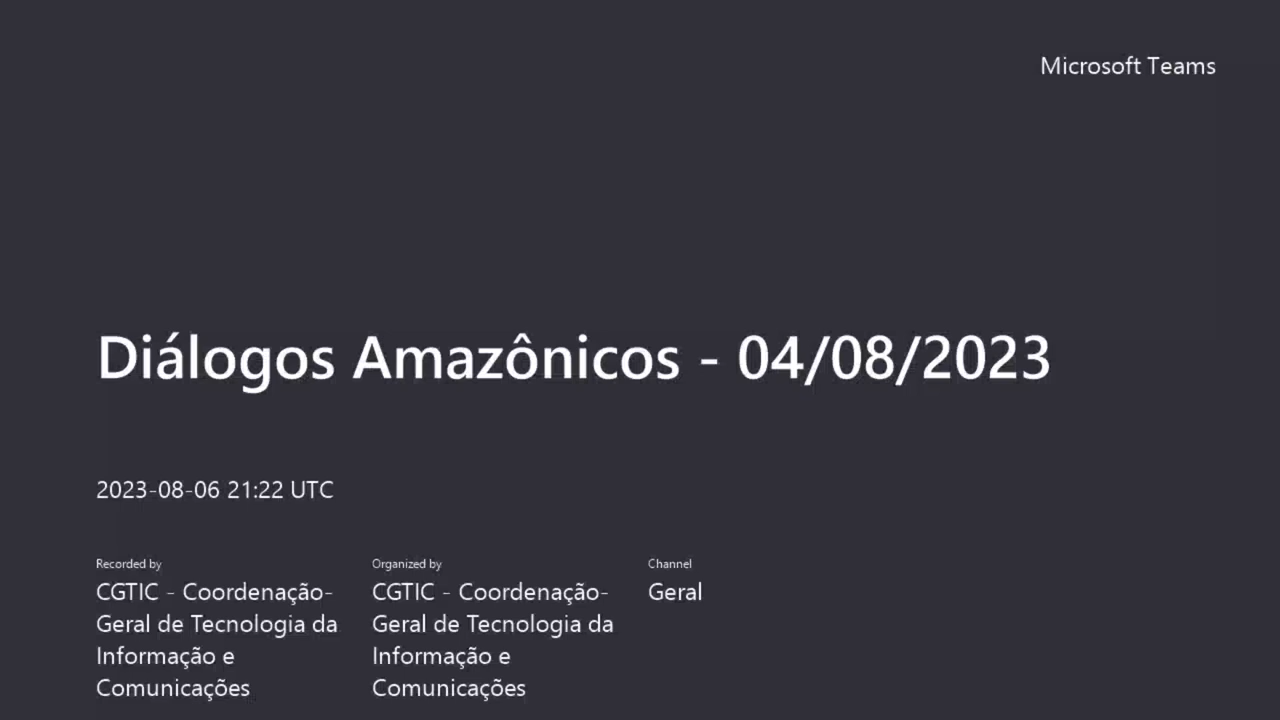 Microsoft Teams
Diálogos Amazônicos - 04/08/2023
2023-08-06 21:22 UTC
Recorded by
CGTIC - Coordenação-
Geral de Tecnologia da
Informação e
Comunicações
Organized by
CGTIC - Coordenação-
Geral de Tecnologia da
Informação e
Comunicações
Channel
Geral